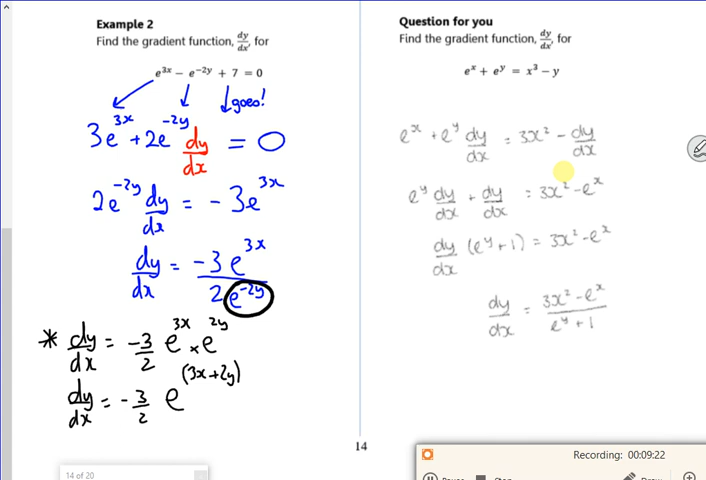 Example 2
Find the gradient function, dy/dx, for
e^3x − e^−2y + 7 = 0
goes!
3e^3x + 2e^−2y dy/dx = 0
2e^−2y dy/dx = −3e^3x
dy/dx = −3e^3x / 2e^−2y
* dy/dx = −3/2 e^3x × e^2y
dy/dx = −3/2 e^(3x+2y)
Question for you
Find the gradient function, dy/dx, for
e^x + e^y = x^3 − y
e^x + e^y dy/dx = 3x^2 − dy/dx
e^y dy/dx + dy/dx = 3x^2 − e^x
dy/dx (e^y + 1) = 3x^2 − e^x
dy/dx = 3x^2 − e^x / e^y + 1
14
14 of 20
Recording: 00:09:22